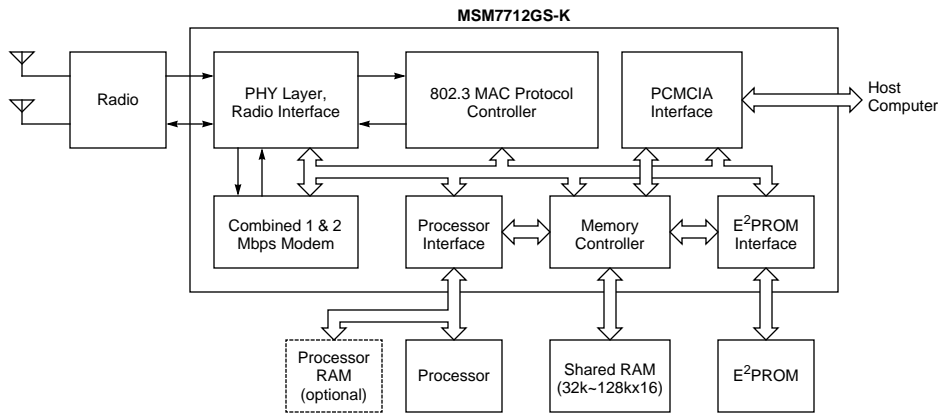 MSM7712GS-K
Radio
PHY Layer,
Radio Interface
802.3 MAC Protocol
Controller
PCMCIA
Interface
Host
Computer
Combined 1 & 2
Mbps Modem
Processor
Interface
Memory
Controller
E²PROM
Interface
Processor
RAM
(optional)
Processor
Shared RAM
(32k~128kx16)
E²PROM